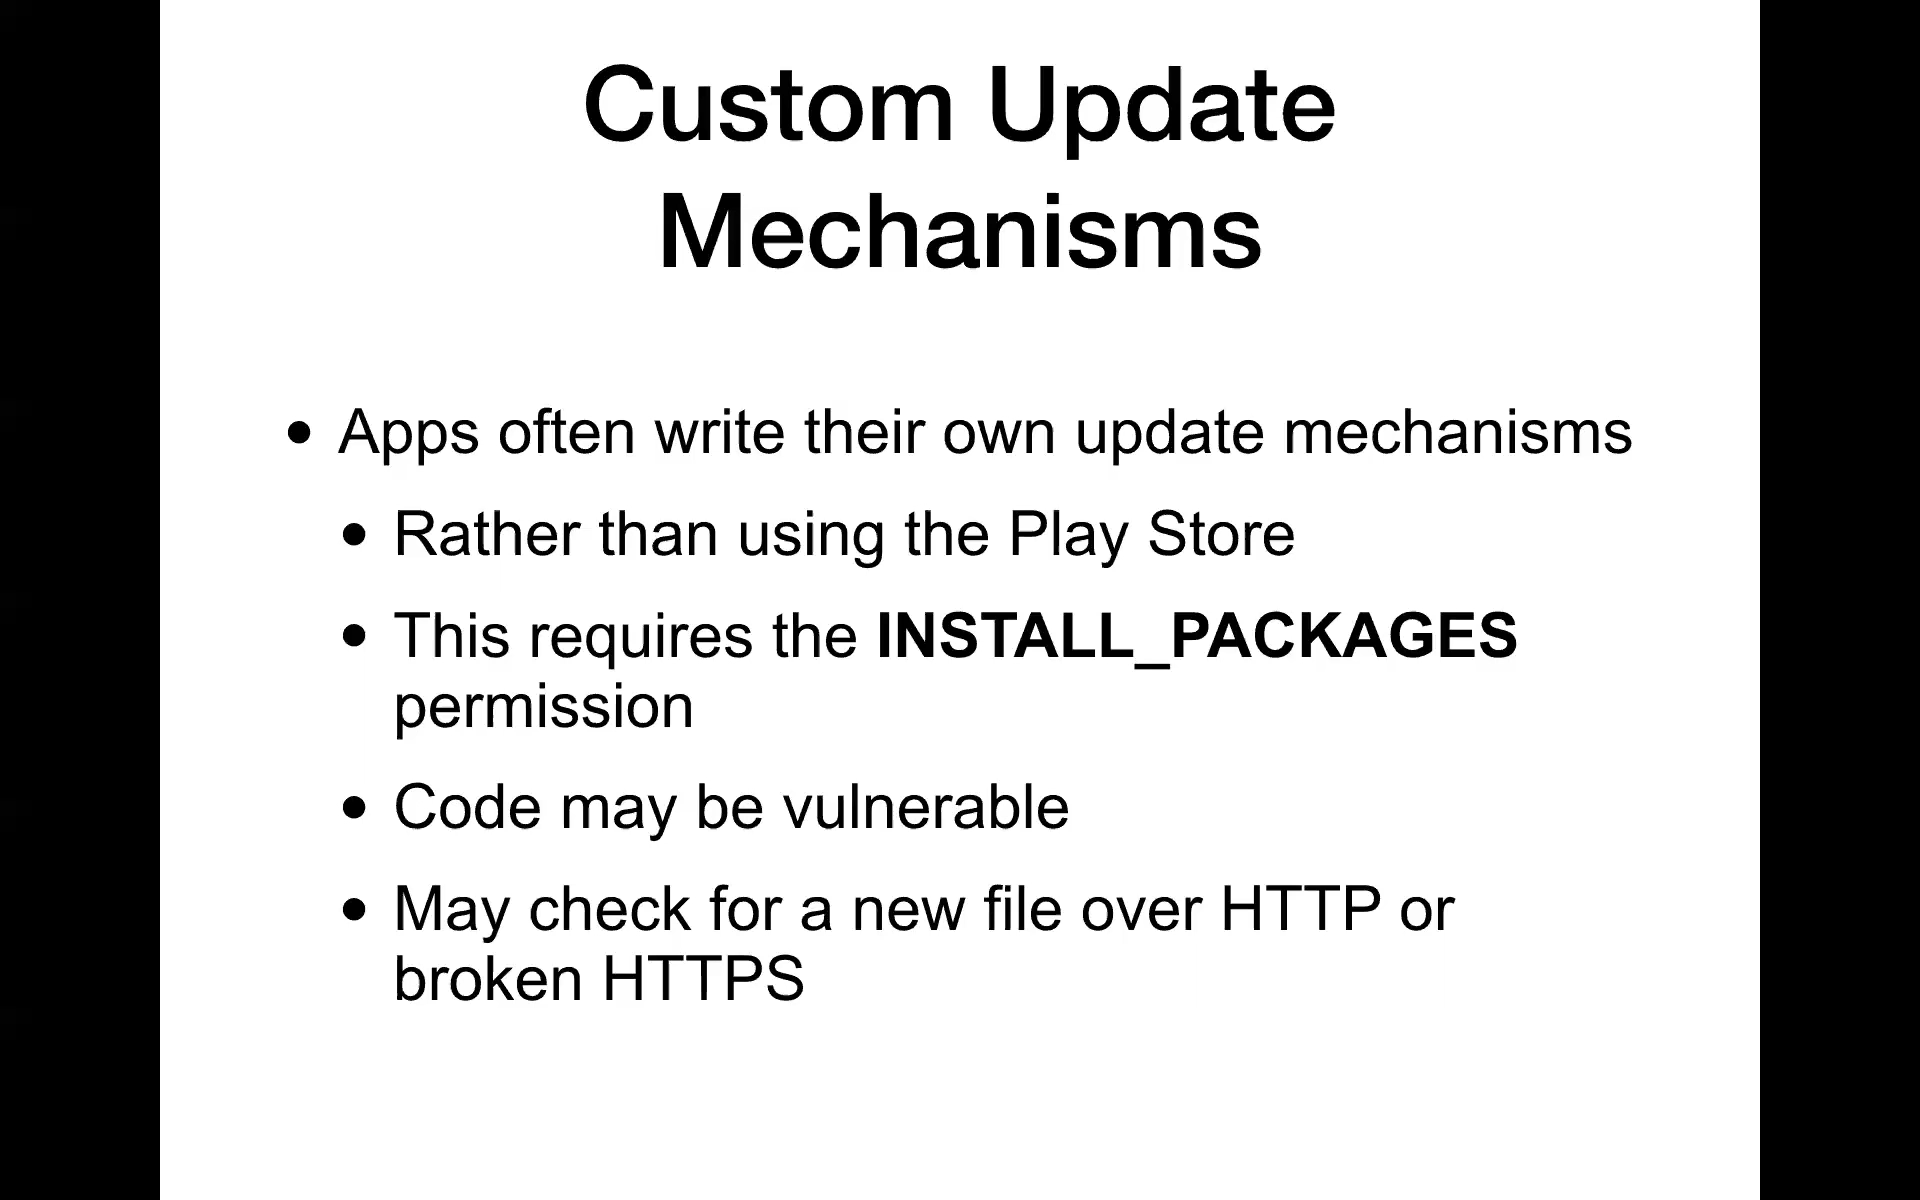 Custom Update
Mechanisms
• Apps often write their own update mechanisms
• Rather than using the Play Store
• This requires the INSTALL_PACKAGES
permission
• Code may be vulnerable
• May check for a new file over HTTP or
broken HTTPS